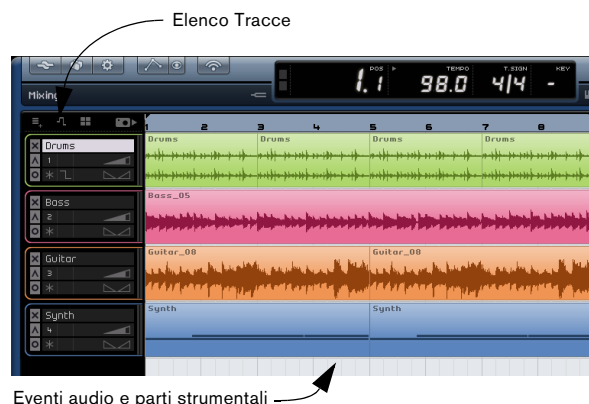 Elenco Tracce
POS TEMPO T.SIGN KEY
1.1 98.0 4/4 -
Mixing
1 2 3 4 5 6 7 8
Drums
1
Drums Drums Drums Drums
Bass
2
Bass_05
Guitar
3
Guitar_08 Guitar_08
Synth
4
Synth Synth
Eventi audio e parti strumentali